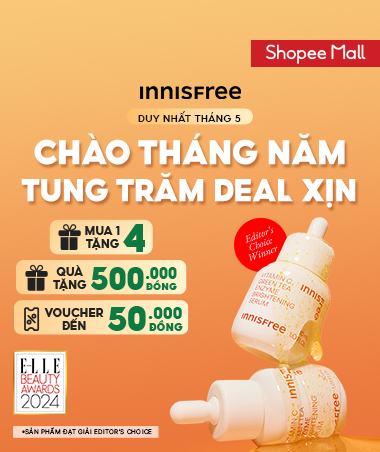 Shopee Mall
innisfree
DUY NHẤT THÁNG 5
CHÀO THÁNG NĂM
TUNG TRĂM DEAL XỊN
MUA 1
TẶNG 4
QUÀ
TẶNG 500.000
ĐỒNG
VOUCHER
ĐẾN 50.000
ĐỒNG
Editor's
Choice
Winner
VITAMIN C
GREEN TEA
ENZYME
BRIGHTENING
SERUM
innisfree
ELLE
BEAUTY
AWARDS
2024
*SẢN PHẨM ĐẠT GIẢI EDITOR'S CHOICE